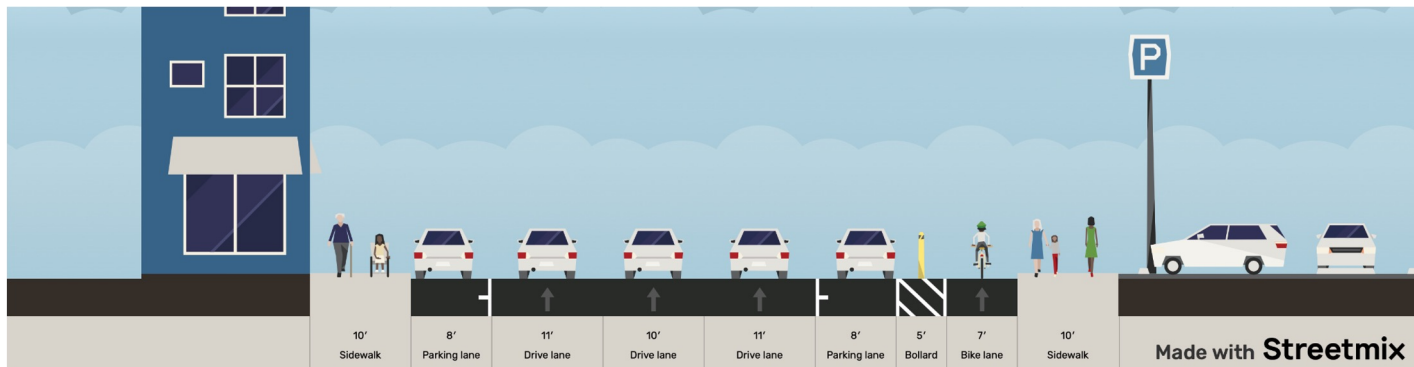 P
10′
Sidewalk
8′
Parking lane
11′
Drive lane
10′
Drive lane
11′
Drive lane
8′
Parking lane
5′
Bollard
7′
Bike lane
10′
Sidewalk
Made with Streetmix